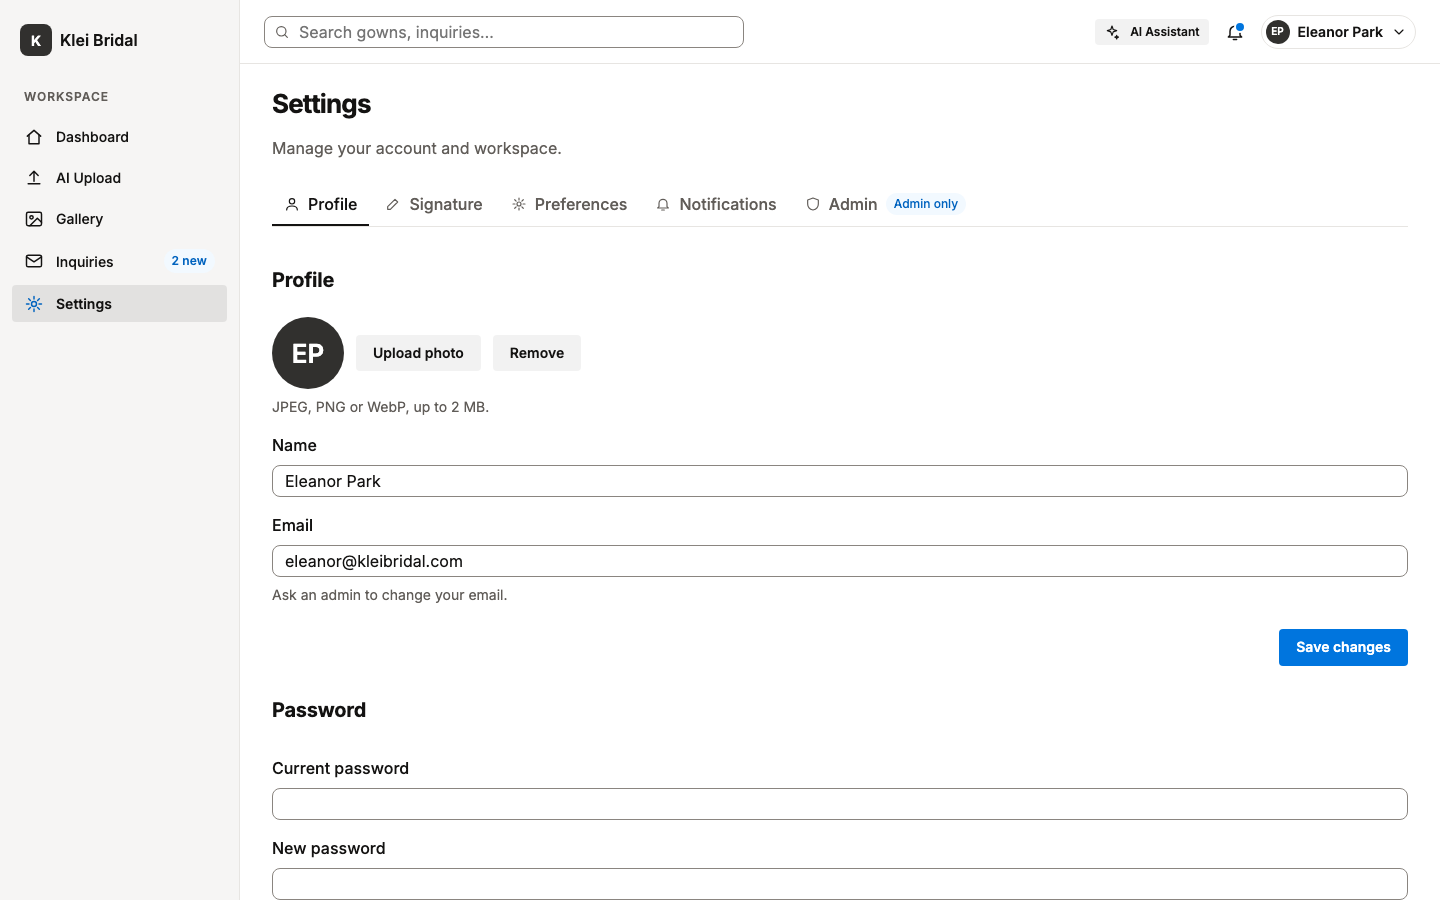 K Klei Bridal
WORKSPACE
Dashboard
AI Upload
Gallery
Inquiries 2 new
Settings
Search gowns, inquiries...
AI Assistant
EP Eleanor Park
Settings
Manage your account and workspace.
Profile Signature Preferences Notifications Admin Admin only
Profile
EP Upload photo Remove
JPEG, PNG or WebP, up to 2 MB.
Name
Eleanor Park
Email
eleanor@kleibridal.com
Ask an admin to change your email.
Save changes
Password
Current password
New password